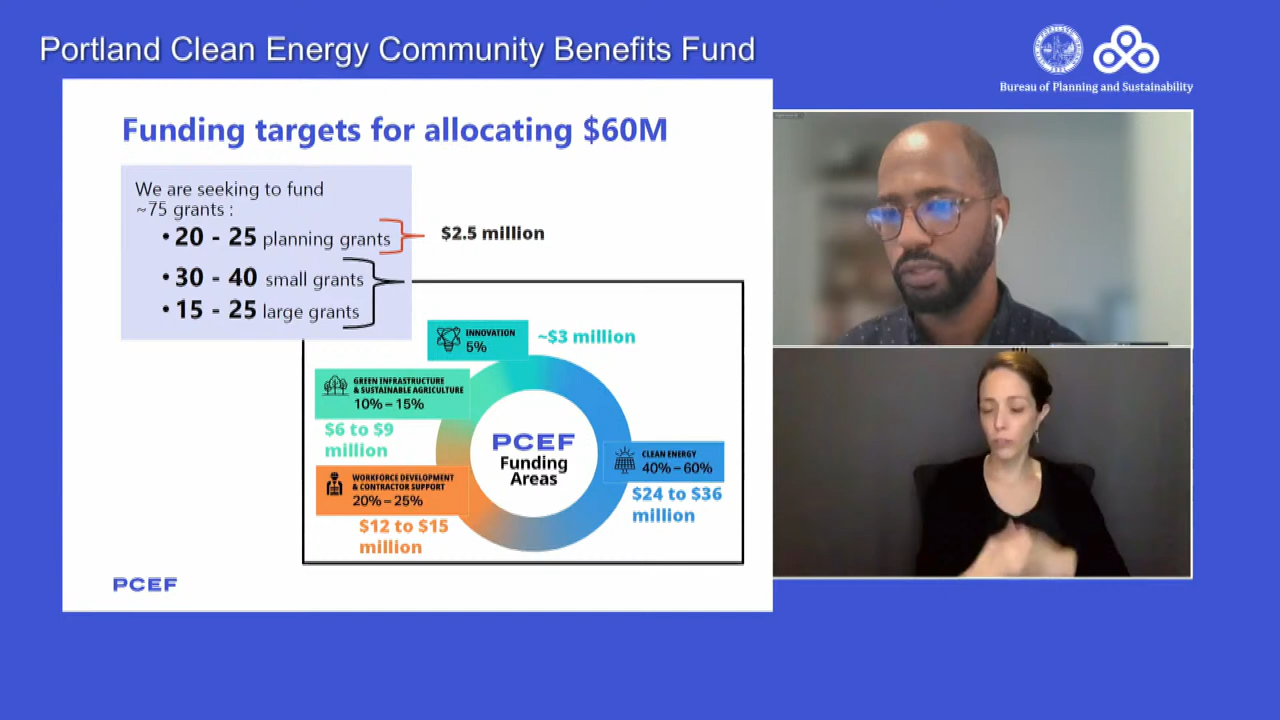 Portland Clean Energy Community Benefits Fund
Bureau of Planning and Sustainability
Funding targets for allocating $60M
We are seeking to fund
~75 grants :
• 20 - 25 planning grants
$2.5 million
• 30 - 40 small grants
• 15 - 25 large grants
INNOVATION
5%
~$3 million
GREEN INFRASTRUCTURE
& SUSTAINABLE AGRICULTURE
10% – 15%
$6 to $9
million
PCEF
Funding
Areas
CLEAN ENERGY
40% – 60%
$24 to $36
million
WORKFORCE DEVELOPMENT
& CONTRACTOR SUPPORT
20% – 25%
$12 to $15
million
PCEF